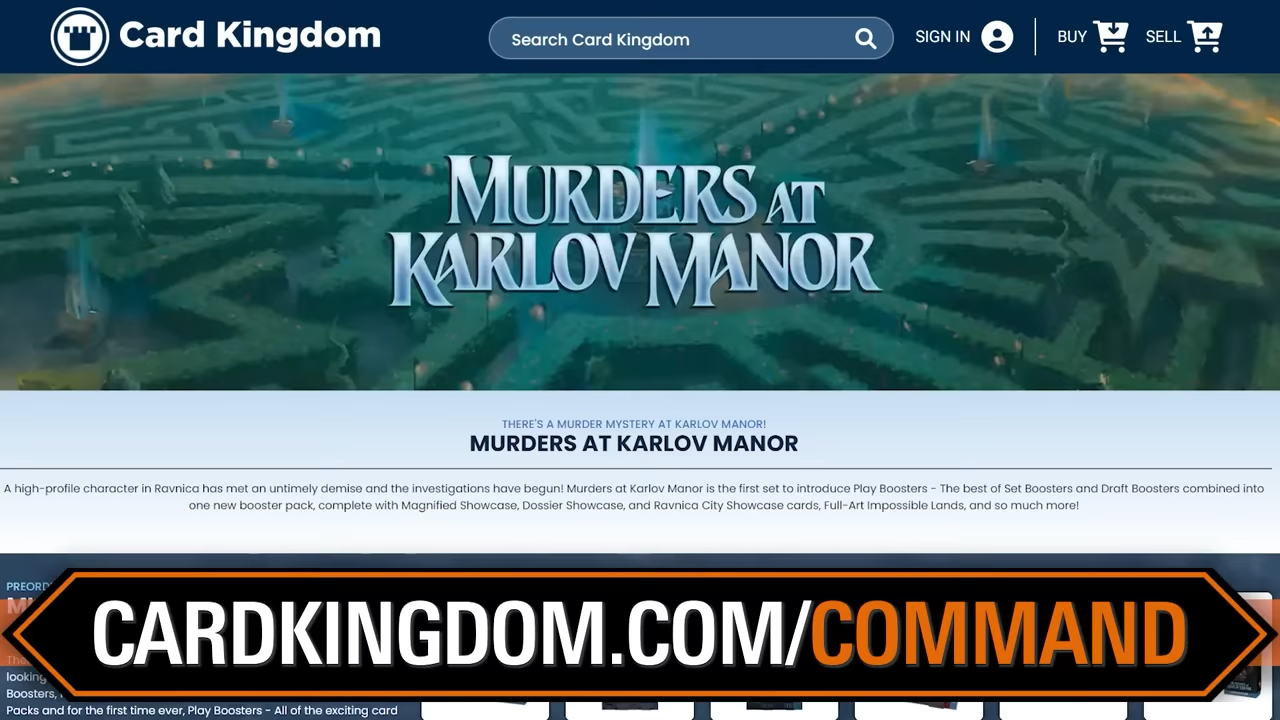 Card Kingdom
Search Card Kingdom
SIGN IN
BUY
SELL
MURDERS AT
KARLOV MANOR
THERE'S A MURDER MYSTERY AT KARLOV MANOR!
MURDERS AT KARLOV MANOR
A high-profile character in Ravnica has met an untimely demise and the investigations have begun! Murders at Karlov Manor is the first set to introduce Play Boosters - The best of Set Boosters and Draft Boosters combined into
one new booster pack, complete with Magnified Showcase, Dossier Showcase, and Ravnica City Showcase cards, Full-Art Impossible Lands, and so much more!
CARDKINGDOM.COM/COMMAND
looking
Boosters,
Packs and for the first time ever, Play Boosters - All of the exciting card